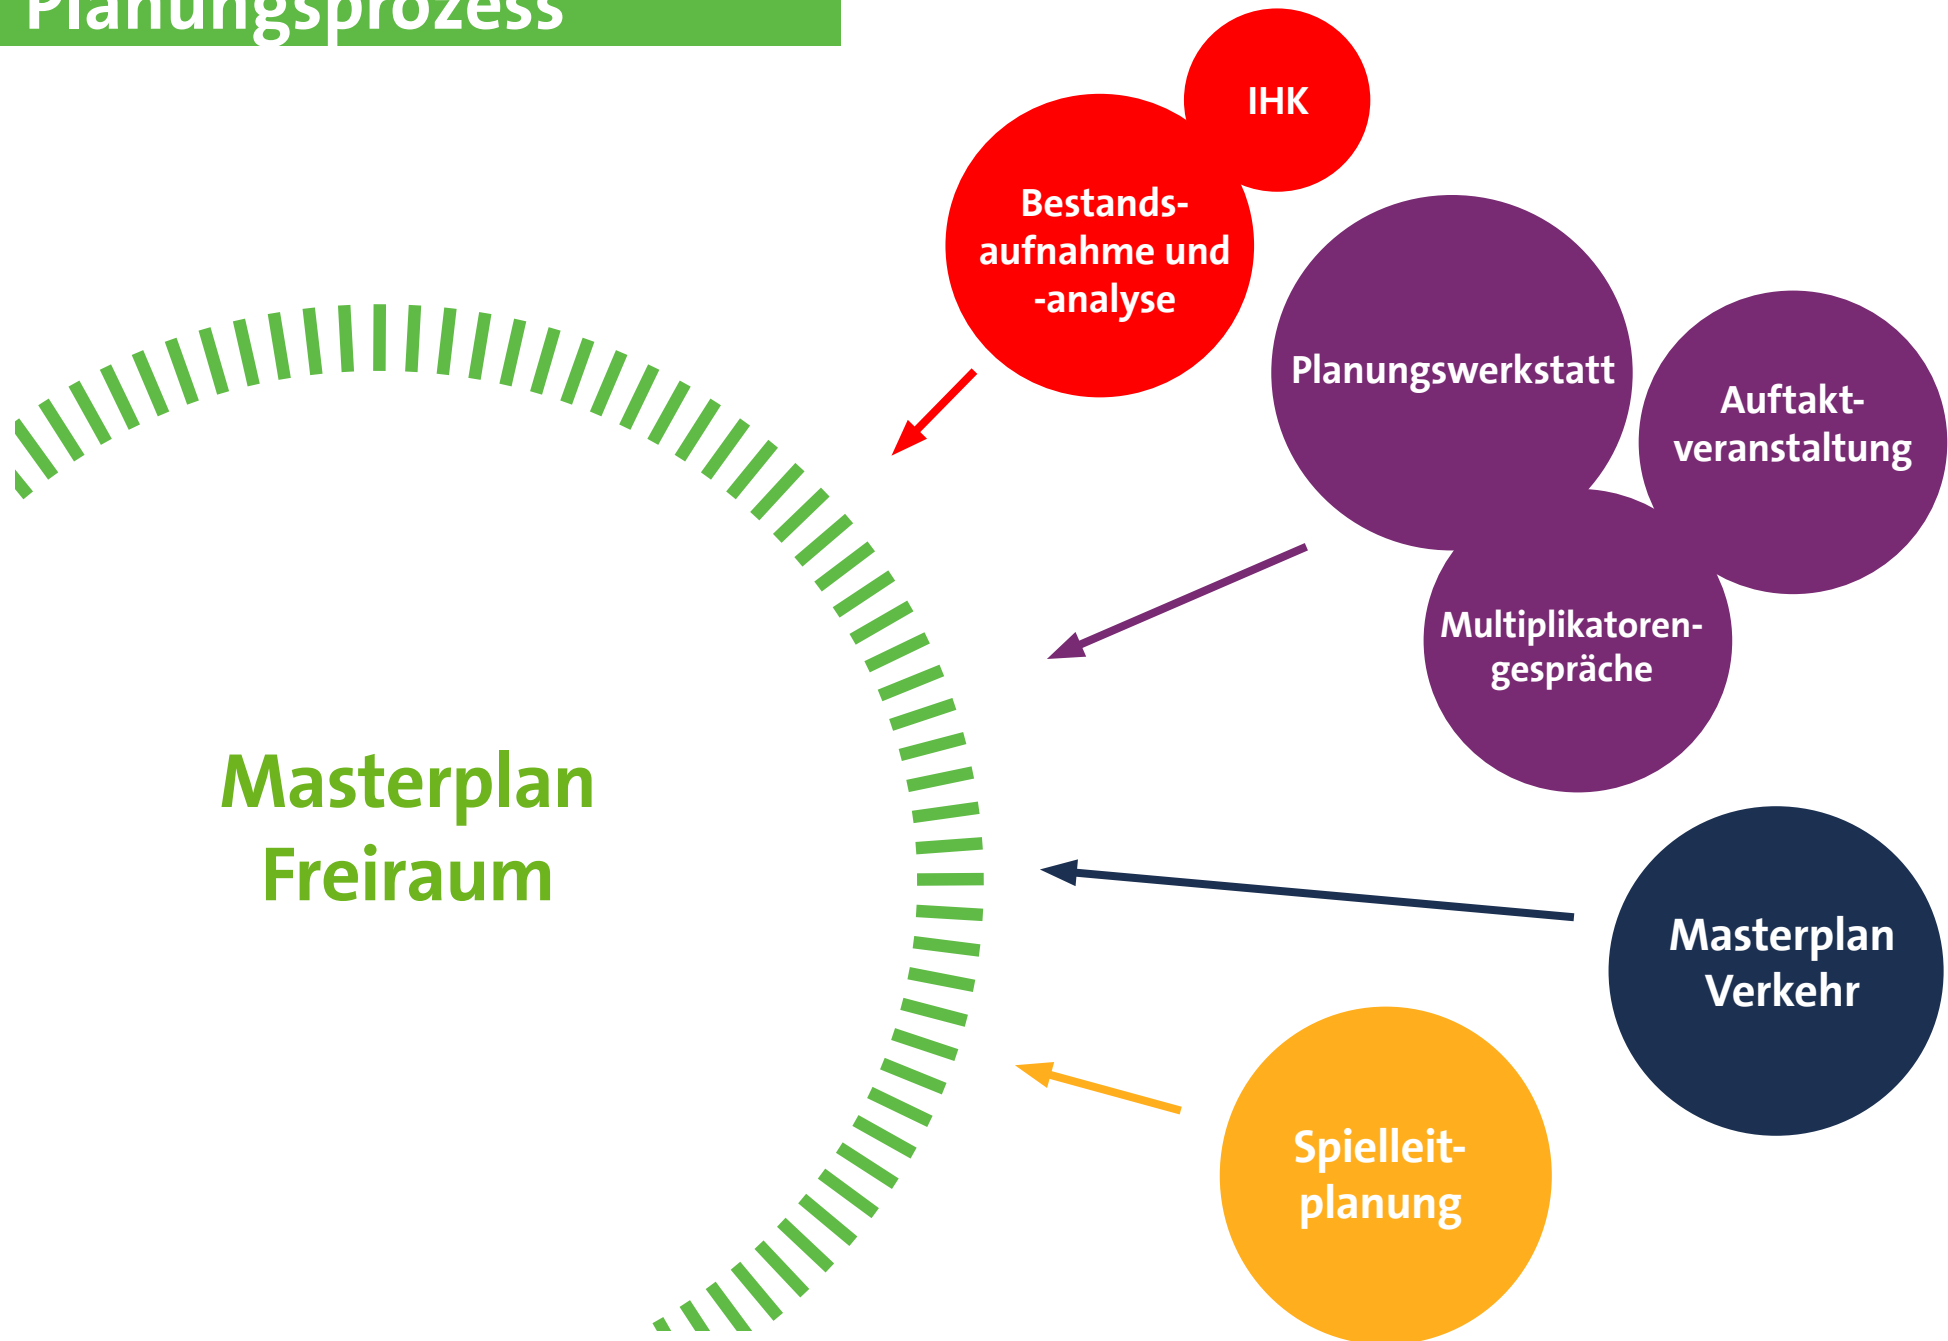 Planungsprozess
IHK
Bestands-
aufnahme und
-analyse
Planungswerkstatt
Auftakt-
veranstaltung
Multiplikatoren-
gespräche
Masterplan
Freiraum
Masterplan
Verkehr
Spielleit-
planung